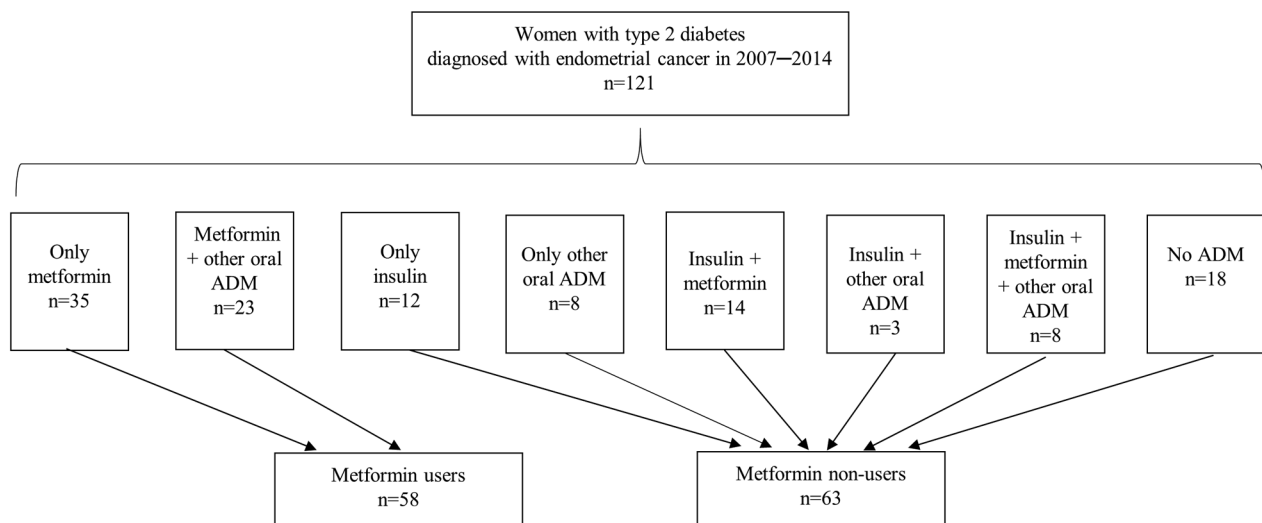 Women with type 2 diabetes
diagnosed with endometrial cancer in 2007—2014
n=121
Only
metformin
n=35
Metformin
+ other oral
ADM
n=23
Only
insulin
n=12
Only other
oral ADM
n=8
Insulin +
metformin
n=14
Insulin +
other oral
ADM
n=3
Insulin +
metformin
+ other oral
ADM
n=8
No ADM
n=18
Metformin users
n=58
Metformin non-users
n=63